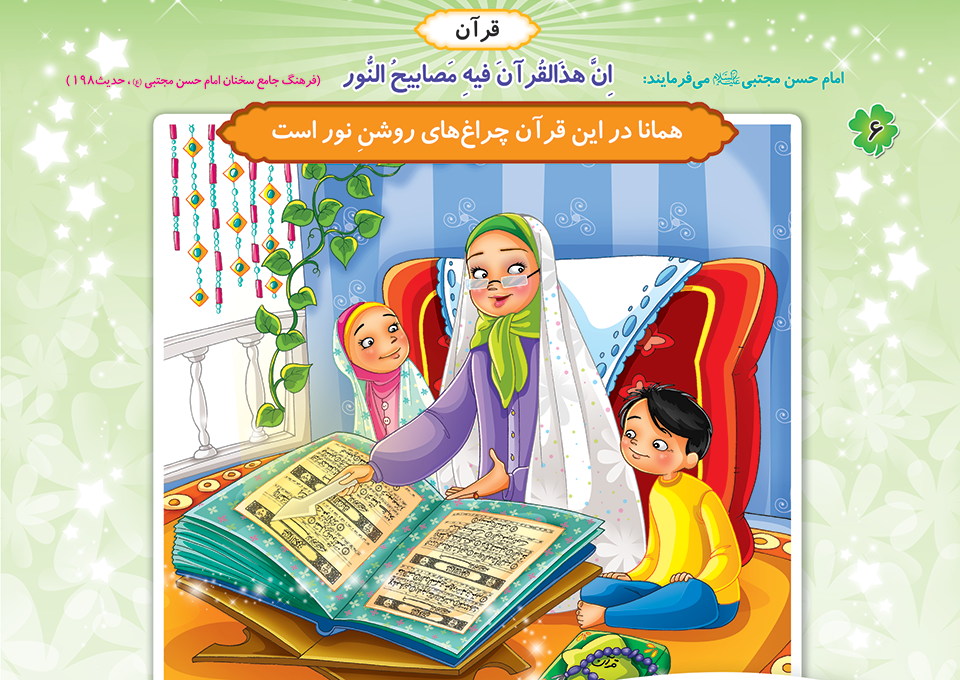 قرآن
امام حسن مجتبی علیه‌السلام می‌فرمایند: اِنَّ هذَالقُرآنَ فیهِ مَصابیحُ النُّور (فرهنگ جامع سخنان امام حسن مجتبی (ع)، حدیث۱۹۸)
همانا در این قرآن چراغ‌های روشنِ نور است
۶
قرآن